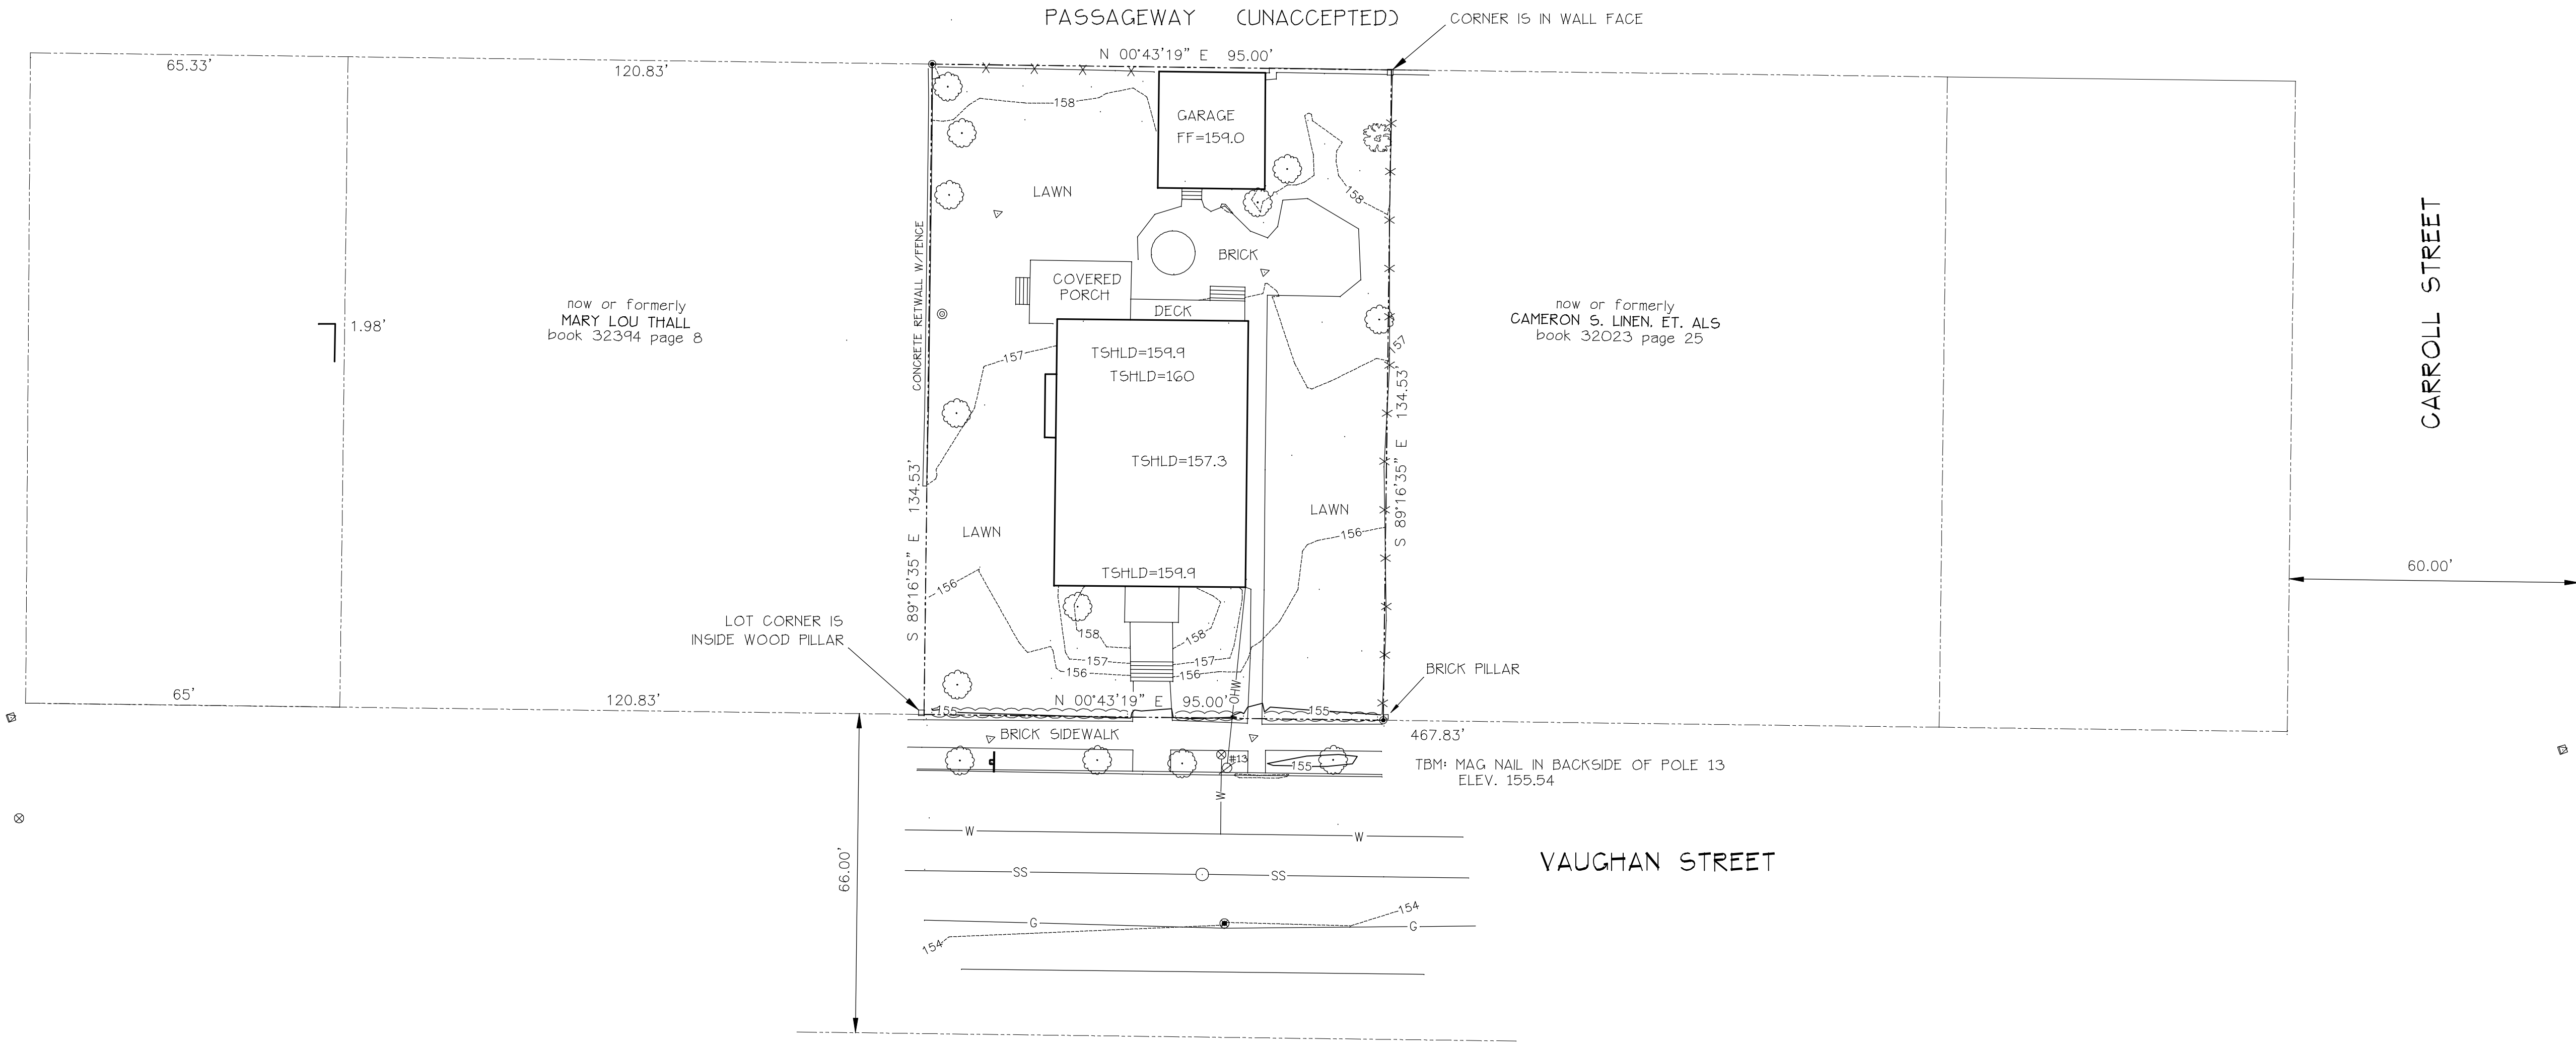 PASSAGEWAY (UNACCEPTED)
CORNER IS IN WALL FACE
N 00°43'19" E 95.00'
65.33'
120.83'
158
GARAGE
FF=159.0
LAWN
158
CONCRETE RETWALL W/FENCE
BRICK
COVERED
PORCH
DECK
now or formerly
MARY LOU THALL
book 32394 page 8
1.98'
now or formerly
CAMERON S. LINEN. ET. ALS
book 32023 page 25
CARROLL STREET
157
157
TSHLD=159.9
TSHLD=160
TSHLD=157.3
TSHLD=159.9
S 89°16'35" E 134.53'
S 89°16'35" E 134.53'
LAWN
LAWN
156
156
60.00'
LOT CORNER IS
INSIDE WOOD PILLAR
158
158
157
157
156
156
OHW
BRICK PILLAR
65'
120.83'
N 00°43'19" E 95.00'
155
155
467.83'
BRICK SIDEWALK
#13
155
TBM: MAG NAIL IN BACKSIDE OF POLE 13
ELEV. 155.54
W
W
W
66.00'
VAUGHAN STREET
SS
SS
G
G
154
154